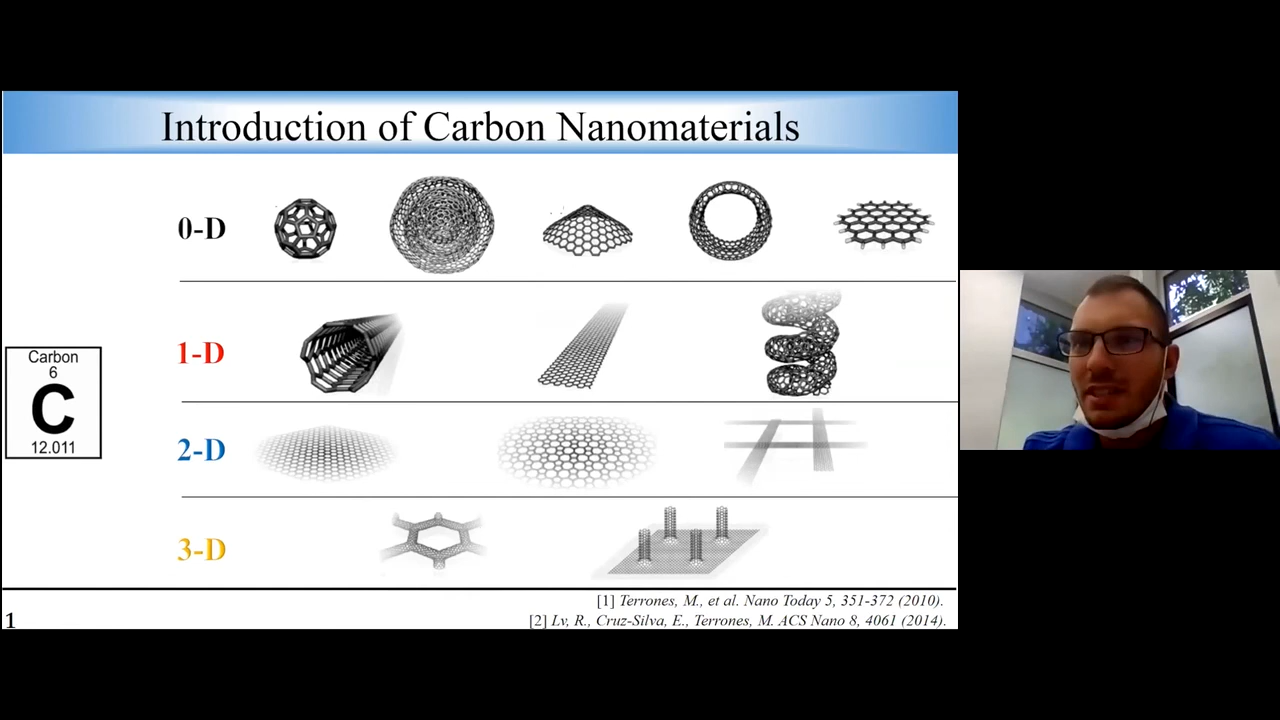 Introduction of Carbon Nanomaterials
0-D
1-D
Carbon
6
C
12.011
2-D
3-D
[1] Terrones, M., et al. Nano Today 5, 351-372 (2010).
[2] Lv, R., Cruz-Silva, E., Terrones, M. ACS Nano 8, 4061 (2014).
1